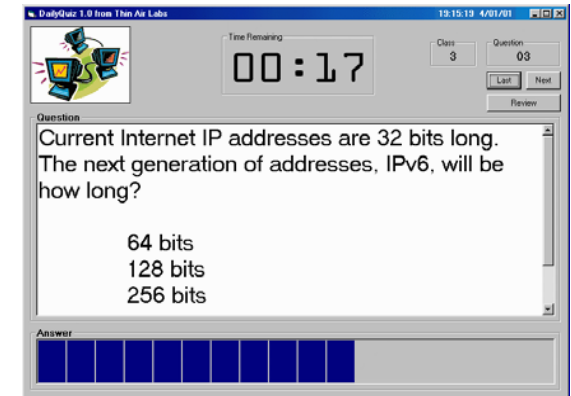 DailyQuiz 1.0 from Thin Air Labs
19:15:19 4/01/01
Time Remaining
00:17
Class
3
Question
03
Last
Next
Review
Question
Current Internet IP addresses are 32 bits long.
The next generation of addresses, IPv6, will be
how long?
64 bits
128 bits
256 bits
Answer